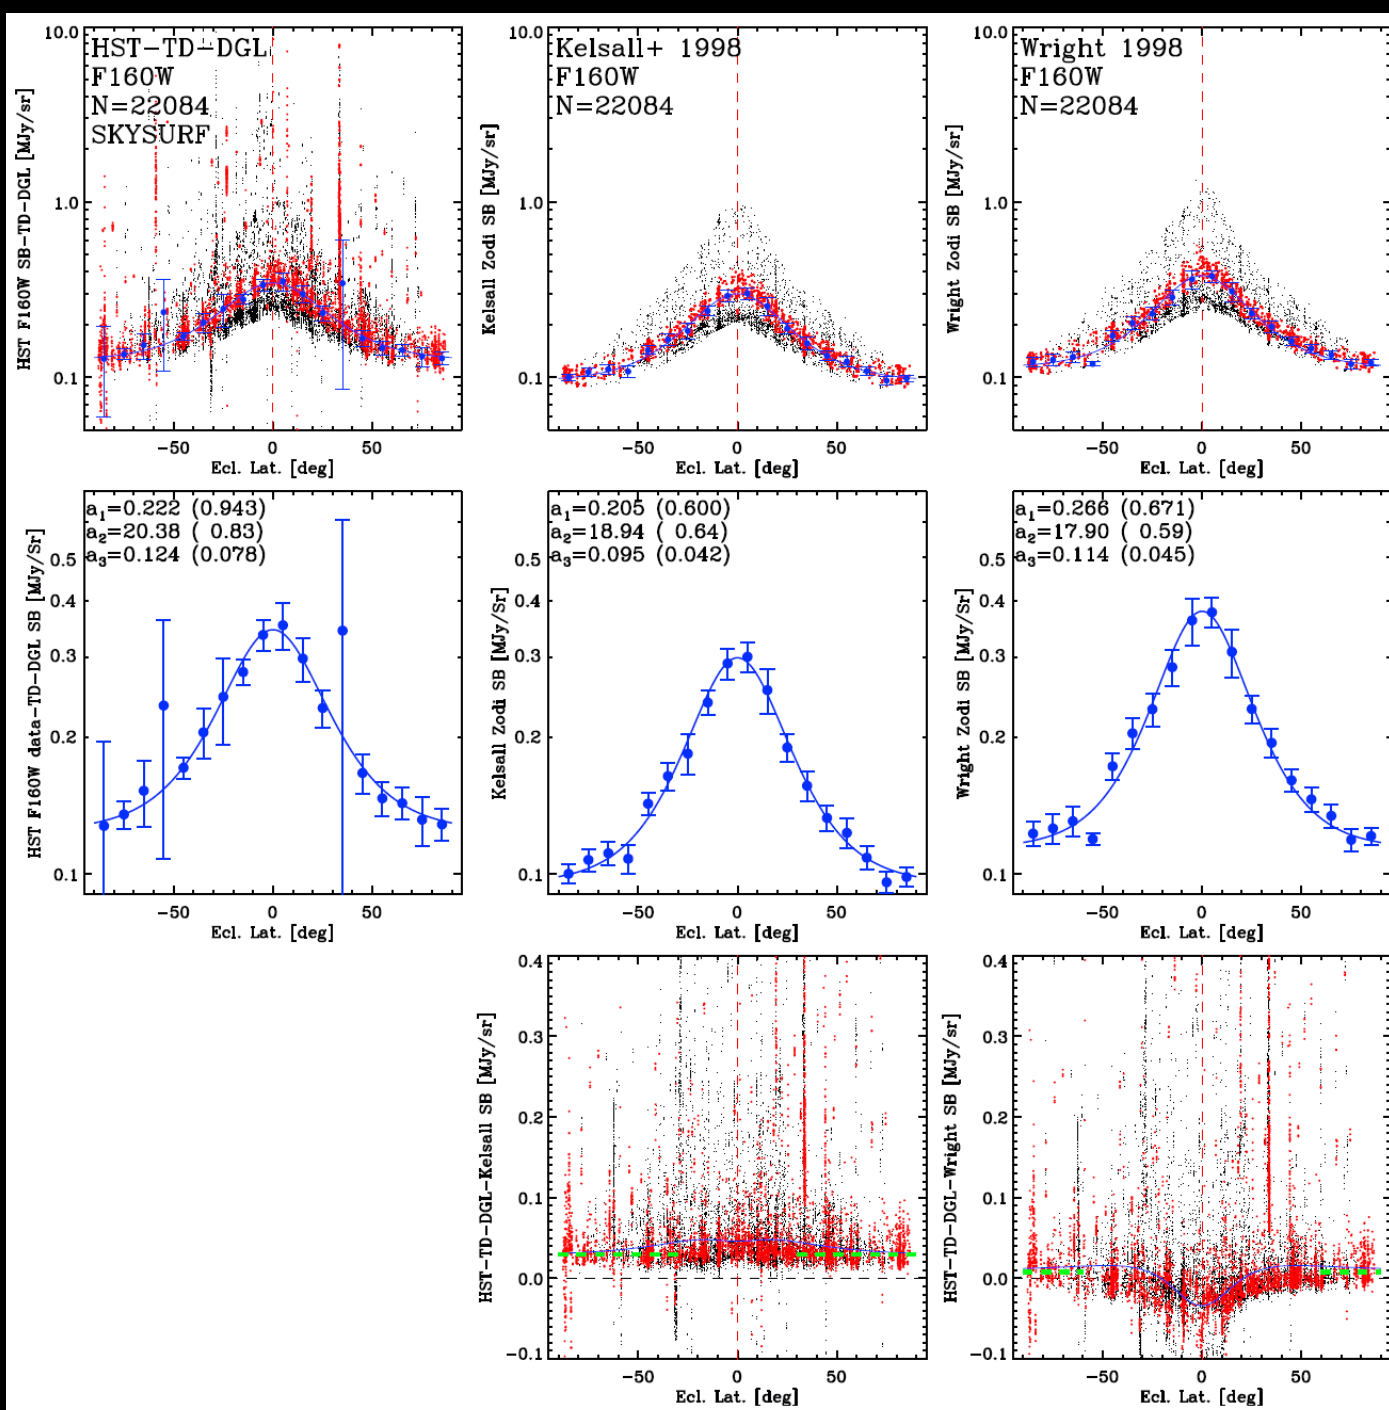 HST-TD-DGL
F160W
N=22084
SKYSURF
HST F160W SB-TD-DGL [MJy/sr]
10.0
1.0
0.1
-50 0 50
Ecl. Lat. [deg]
Kelsall+ 1998
F160W
N=22084
Kelsall Zodi SB [MJy/sr]
10.0
1.0
0.1
-50 0 50
Ecl. Lat. [deg]
Wright 1998
F160W
N=22084
Wright Zodi SB [MJy/sr]
10.0
1.0
0.1
-50 0 50
Ecl. Lat. [deg]
a1=0.222 (0.943)
a2=20.38 ( 0.83)
a3=0.124 (0.078)
HST F160W data-TD-DGL SB [MJy/Sr]
0.5
0.4
0.3
0.2
0.1
-50 0 50
Ecl. Lat. [deg]
a1=0.205 (0.600)
a2=18.94 ( 0.64)
a3=0.095 (0.042)
Kelsall Zodi SB [MJy/Sr]
0.5
0.4
0.3
0.2
0.1
-50 0 50
Ecl. Lat. [deg]
a1=0.266 (0.671)
a2=17.90 ( 0.59)
a3=0.114 (0.045)
Wright Zodi SB [MJy/Sr]
0.5
0.4
0.3
0.2
0.1
-50 0 50
Ecl. Lat. [deg]
HST-TD-DGL-Kelsall SB [MJy/sr]
0.4
0.3
0.2
0.1
0.0
-0.1
-50 0 50
Ecl. Lat. [deg]
HST-TD-DGL-Wright SB [MJy/sr]
0.4
0.3
0.2
0.1
0.0
-0.1
-50 0 50
Ecl. Lat. [deg]